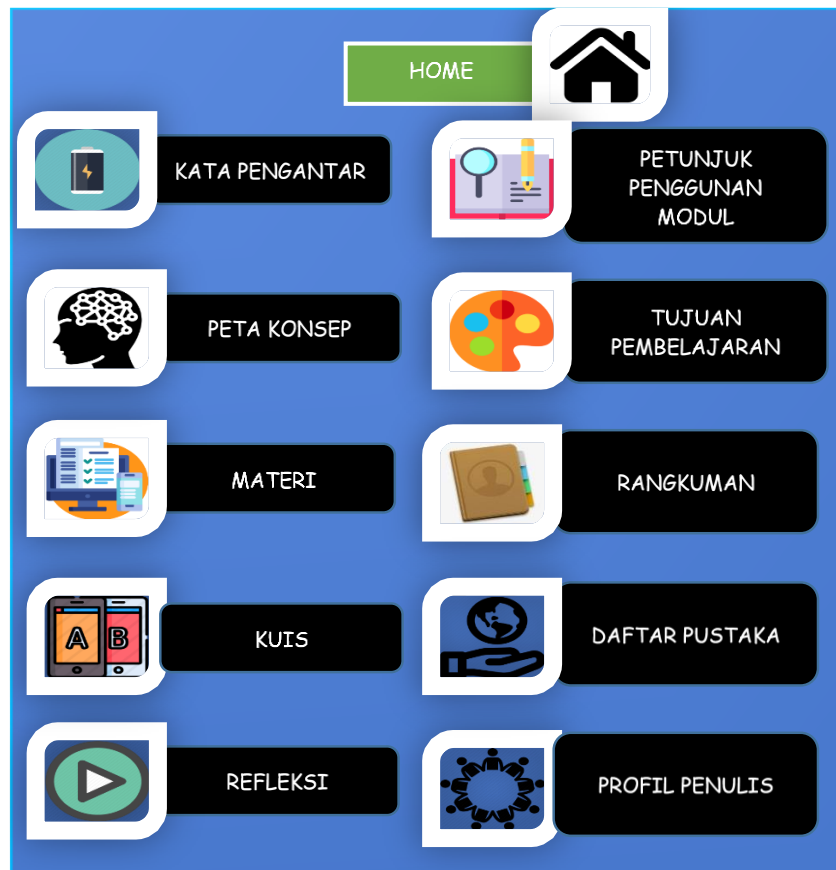 HOME
KATA PENGANTAR
PETUNJUK
PENGGUNAN
MODUL
PETA KONSEP
TUJUAN
PEMBELAJARAN
MATERI
RANGKUMAN
A B
KUIS
DAFTAR PUSTAKA
REFLEKSI
PROFIL PENULIS